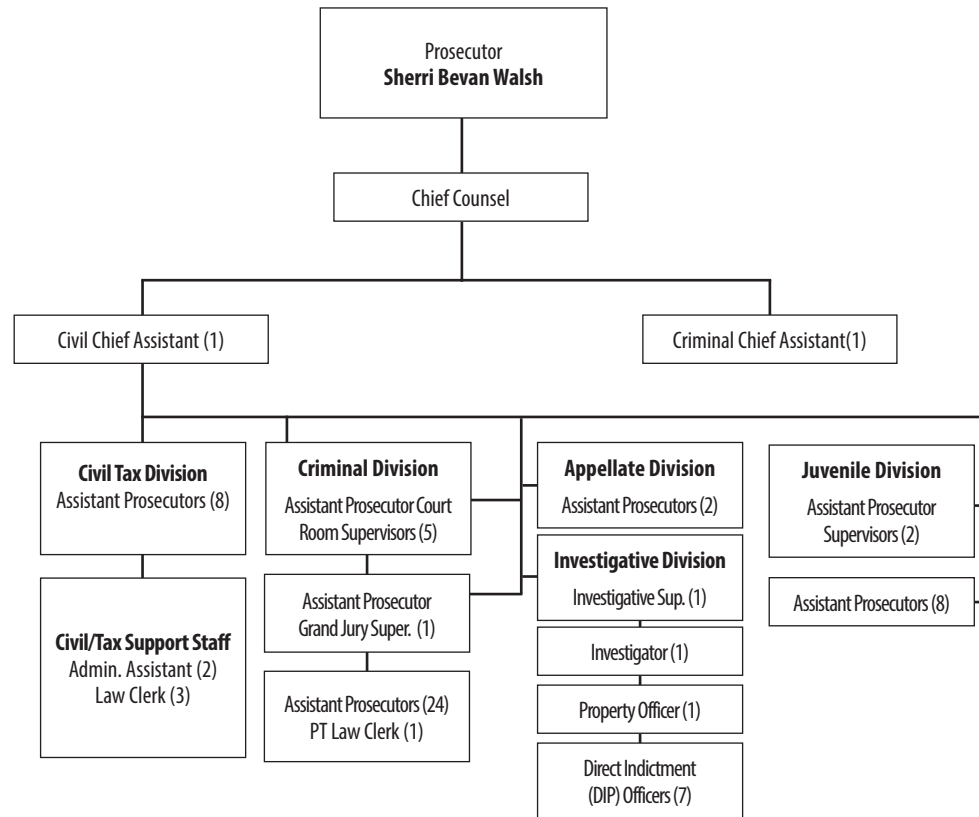 Prosecutor
Sherri Bevan Walsh
Chief Counsel
Civil Chief Assistant (1)
Criminal Chief Assistant(1)
Civil Tax Division
Assistant Prosecutors (8)
Civil/Tax Support Staff
Admin. Assistant (2)
Law Clerk (3)
Criminal Division
Assistant Prosecutor Court
Room Supervisors (5)
Assistant Prosecutor
Grand Jury Super. (1)
Assistant Prosecutors (24)
PT Law Clerk (1)
Appellate Division
Assistant Prosecutors (2)
Investigative Division
Investigative Sup. (1)
Investigator (1)
Property Officer (1)
Direct Indictment
(DIP) Officers (7)
Juvenile Division
Assistant Prosecutor
Supervisors (2)
Assistant Prosecutors (8)